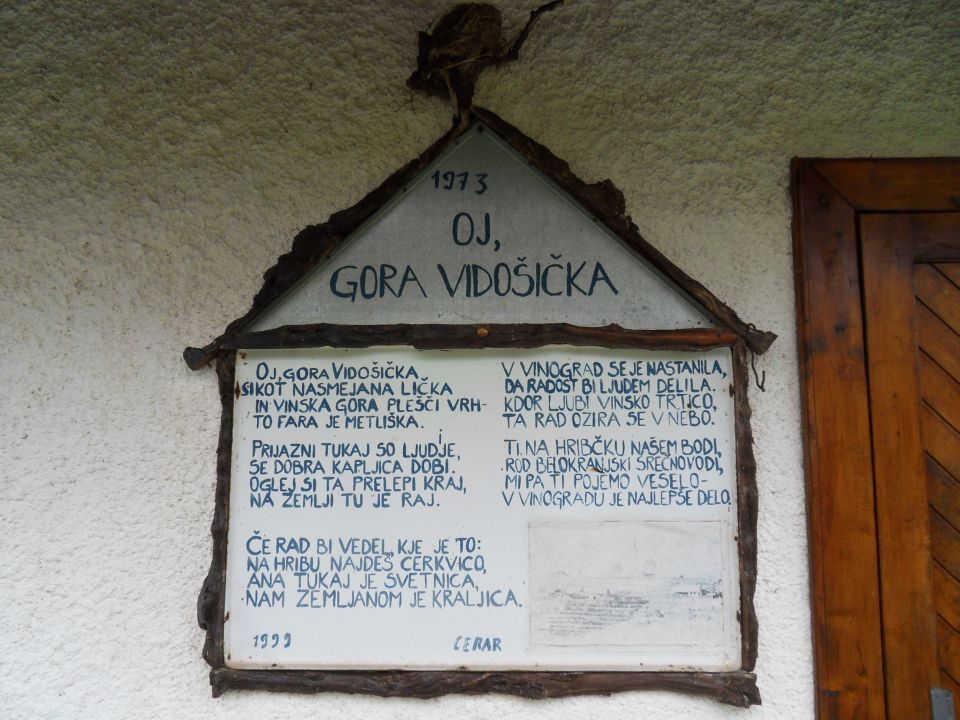 1973
OJ,
GORA VIDOŠIČKA
OJ, GORA VIDOŠIČKA
SI KOT NASMEJANA LIČKA
IN VINSKA GORA PLEŠČI VRH-
TO FARA JE METLIŠKA.
PRIJAZNI TUKAJ SO LJUDJE,
SE DOBRA KAPLJICA DOBI.
OGLEJ SI TA PRELEPI KRAJ,
NA ZEMLJI TU JE RAJ.
ČE RAD BI VEDEL, KJE JE TO:
NA HRIBU NAJDEŠ CERKVICO,
ANA TUKAJ JE SVETNICA,
NAM ZEMLJANOM JE KRALJICA.
1999
CERAR
V VINOGRAD SE JE NASTANILA,
DA RADOST BI LJUDEM DELILA.
KDOR LJUBI VINSKO TRTICO,
TA RAD OZIRA SE V NEBO.
TI, NA HRIBČKU NAŠEM BODI,
ROD BELOKRANJSKI SREČNO VODI,
MI PA TI POJEMO VESELO-
V VINOGRADU JE NAJLEPŠE DELO.